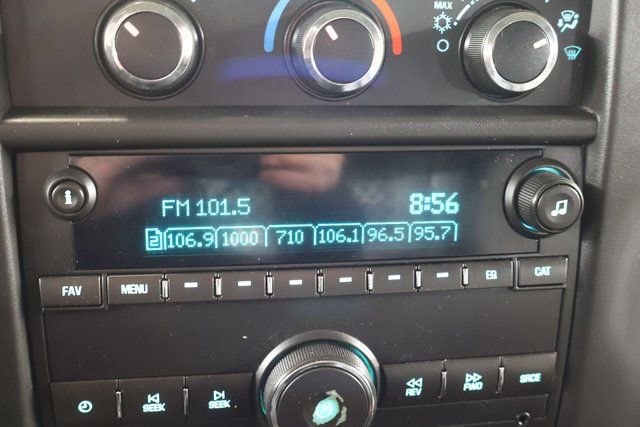 MAX
i
FM 101.5 8:56
2 106.9 1000 710 106.1 96.5 95.7
FAV MENU EQ CAT
SEEK SEEK REV FWD SRCE